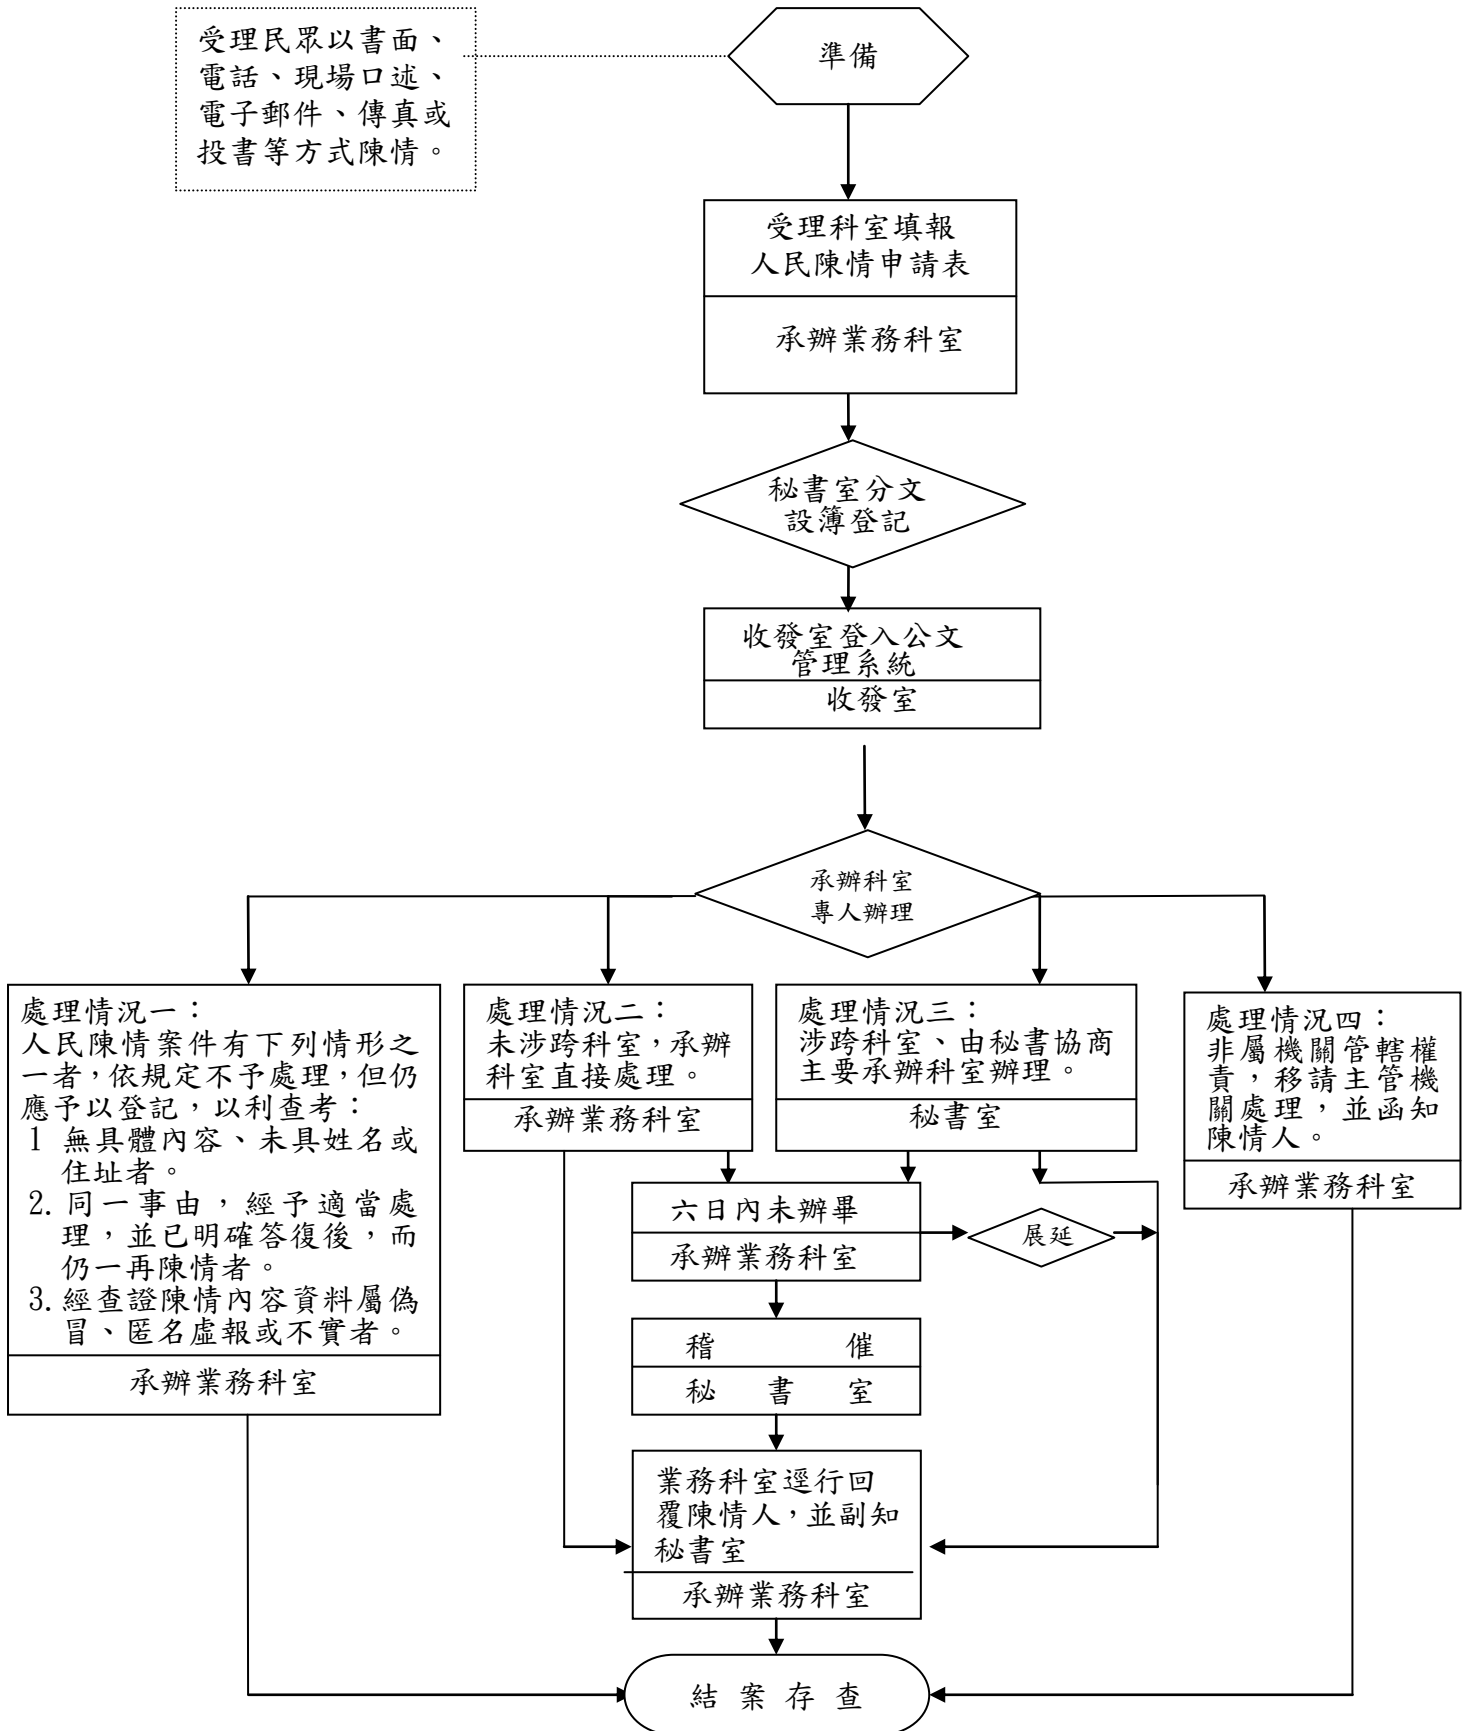 受理民眾以書面、
電話、現場口述、
電子郵件、傳真或
投書等方式陳情。
準備
受理科室填報
人民陳情申請表
承辦業務科室
秘書室分文
設簿登記
收發室登入公文
管理系統
收發室
承辦科室
專人辦理
處理情況一：
人民陳情案件有下列情形之
一者，依規定不予處理，但仍
應予以登記，以利查考：
1 無具體內容、未具姓名或
住址者。
2. 同一事由，經予適當處
理，並已明確答復後，而
仍一再陳情者。
3. 經查證陳情內容資料屬偽
冒、匿名虛報或不實者。
承辦業務科室
處理情況二：
未涉跨科室，承辦
科室直接處理。
承辦業務科室
處理情況三：
涉跨科室、由秘書協商
主要承辦科室辦理。
秘書室
處理情況四：
非屬機關管轄權
責，移請主管機
關處理，並函知
陳情人。
承辦業務科室
六日內未辦畢
承辦業務科室
展延
稽 催
秘 書 室
業務科室逕行回
覆陳情人，並副知
秘書室
承辦業務科室
結 案 存 查